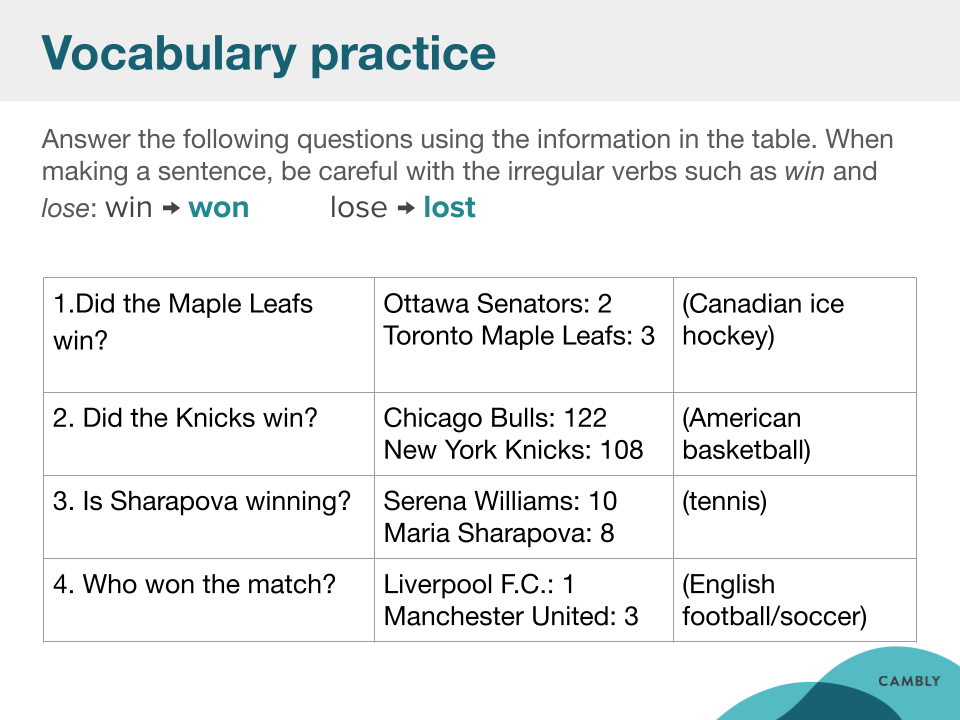 Vocabulary practice
Answer the following questions using the information in the table. When
making a sentence, be careful with the irregular verbs such as win and
lose: win → won lose → lost
1.Did the Maple Leafs
win?
Ottawa Senators: 2
Toronto Maple Leafs: 3
(Canadian ice
hockey)
2. Did the Knicks win?
Chicago Bulls: 122
New York Knicks: 108
(American
basketball)
3. Is Sharapova winning?
Serena Williams: 10
Maria Sharapova: 8
(tennis)
4. Who won the match?
Liverpool F.C.: 1
Manchester United: 3
(English
football/soccer)
CAMBLY